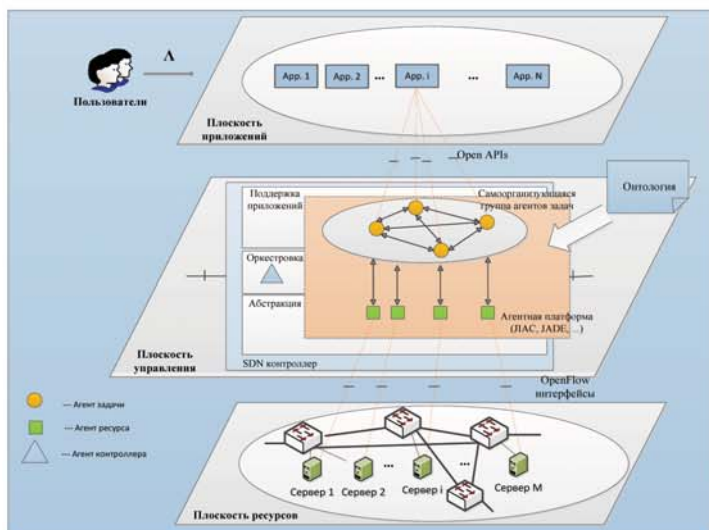 Λ
Пользователи
App. 1
App. 2
...
App. i
...
App. N
Плоскость
приложений
Open APIs
Онтология
Поддержка
приложений
Самоорганизующаяся
группа агентов задач
Оркестровка
Абстракция
Агентная платформа
(JIAC, JADE, ...)
SDN контроллер
Плоскость
управления
OpenFlow
интерфейсы
--- Агент задачи
--- Агент ресурса
--- Агент контроллера
Сервер 1
Сервер 2
...
Сервер i
...
Сервер M
Плоскость ресурсов